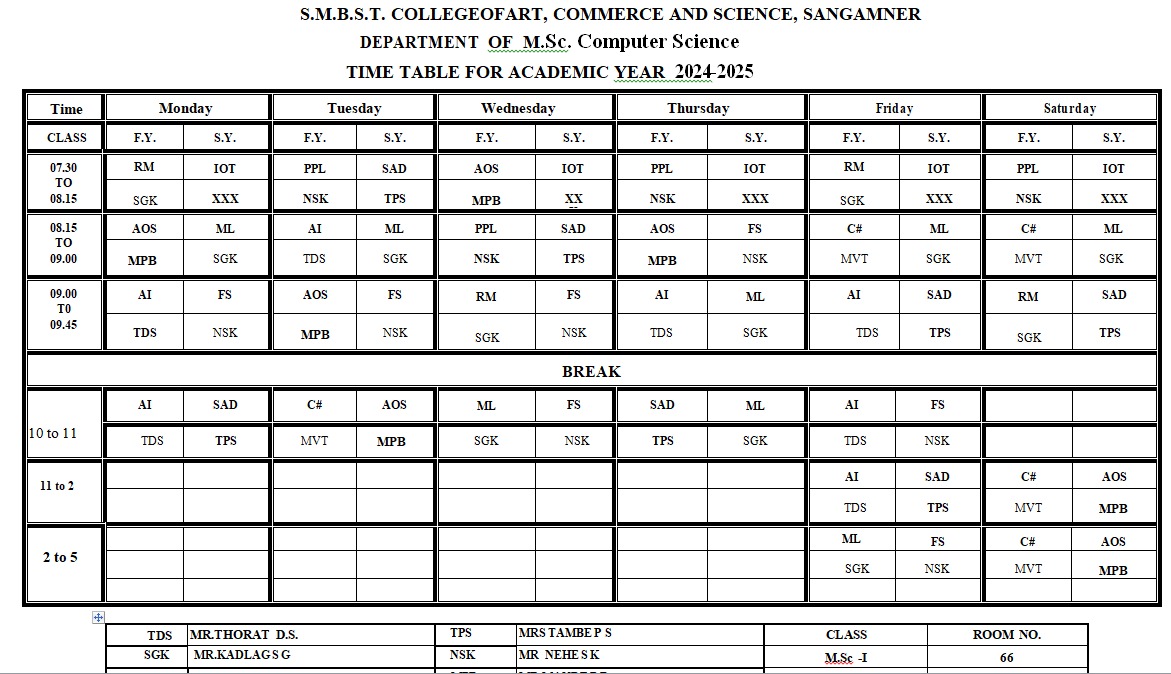 S.M.B.S.T. COLLEGEOFART, COMMERCE AND SCIENCE, SANGAMNER
DEPARTMENT OF M.Sc. Computer Science
TIME TABLE FOR ACADEMIC YEAR 2024-2025
Time Monday Tuesday Wednesday Thursday Friday Saturday
CLASS F.Y. S.Y. F.Y. S.Y. F.Y. S.Y. F.Y. S.Y. F.Y. S.Y. F.Y. S.Y.
07.30 TO 08.15 RM IOT PPL SAD AOS IOT PPL IOT RM IOT PPL IOT
SGK XXX NSK TPS MPB XX NSK XXX SGK XXX NSK XXX
08.15 TO 09.00 AOS ML AI ML PPL SAD AOS FS C# ML C# ML
MPB SGK TDS SGK NSK TPS MPB NSK MVT SGK MVT SGK
09.00 T0 09.45 AI FS AOS FS RM FS AI ML AI SAD RM SAD
TDS NSK MPB NSK SGK NSK TDS SGK TDS TPS SGK TPS
BREAK
10 to 11 AI SAD C# AOS ML FS SAD ML AI FS
TDS TPS MVT MPB SGK NSK TPS SGK TDS NSK
11 to 2 AI SAD C# AOS
TDS TPS MVT MPB
2 to 5 ML FS C# AOS
SGK NSK MVT MPB
TDS MR.THORAT D.S. TPS MRS TAMBE P S CLASS ROOM NO.
SGK MR.KADLAG S G NSK MR NEHE S K M.Sc -I 66